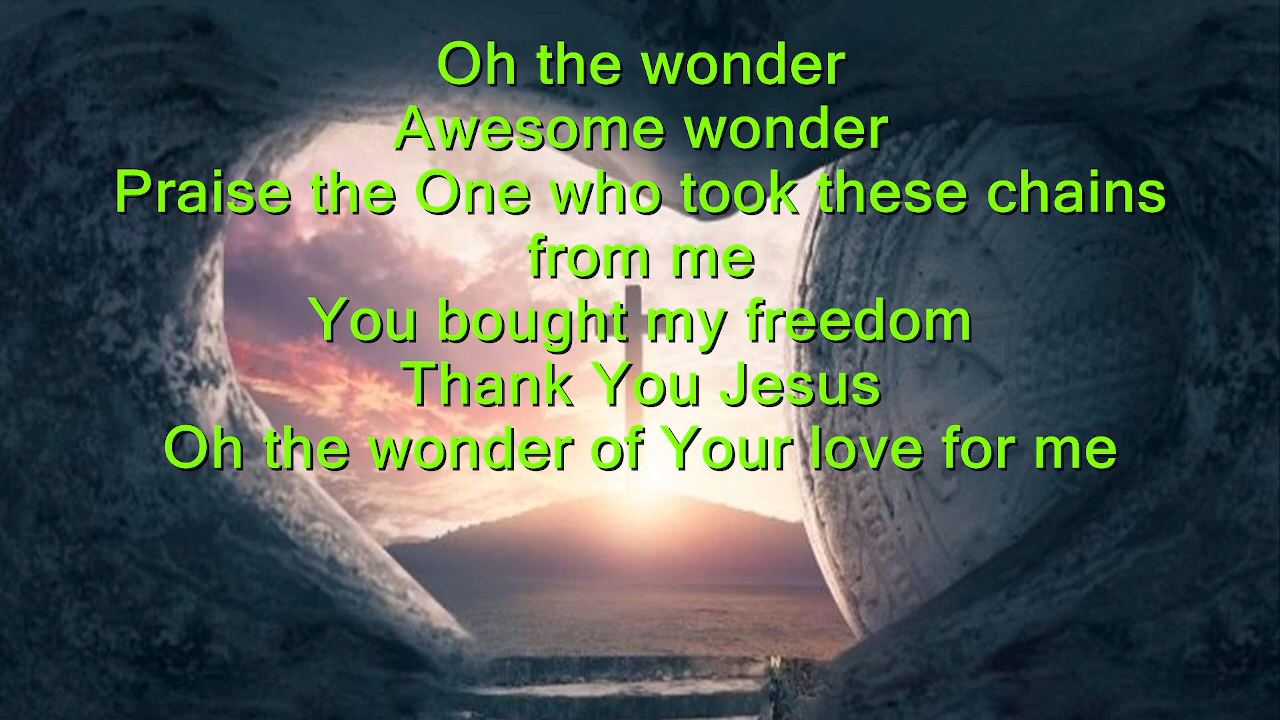 Oh the wonder
Awesome wonder
Praise the One who took these chains
from me
You bought my freedom
Thank You Jesus
Oh the wonder of Your love for me